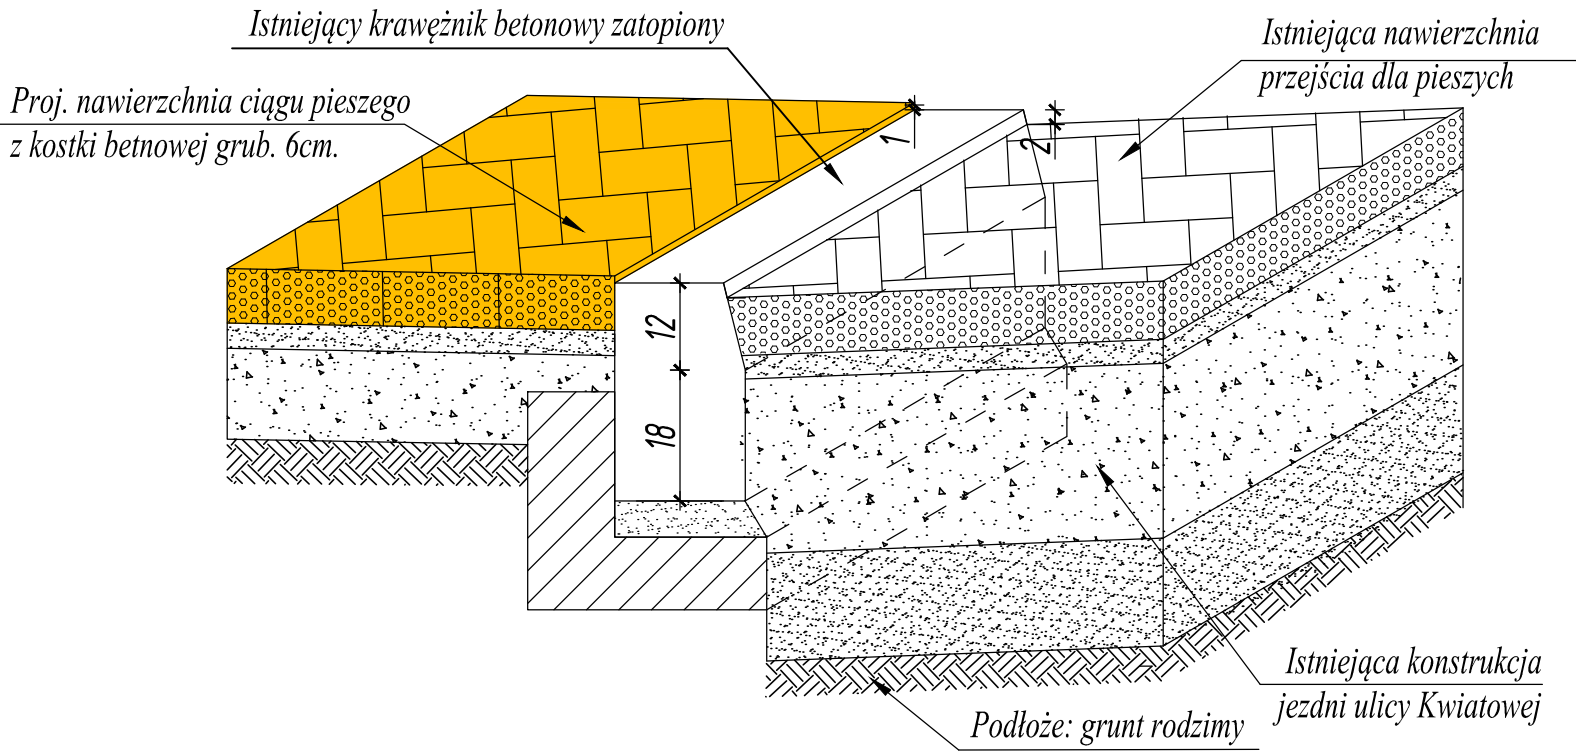 Istniejący krawężnik betonowy zatopiony
Istniejąca nawierzchnia
przejścia dla pieszych
Proj. nawierzchnia ciągu pieszego
z kostki betnowej grub. 6cm.
1
2
12
18
Istniejąca konstrukcja
jezdni ulicy Kwiatowej
Podłoże: grunt rodzimy